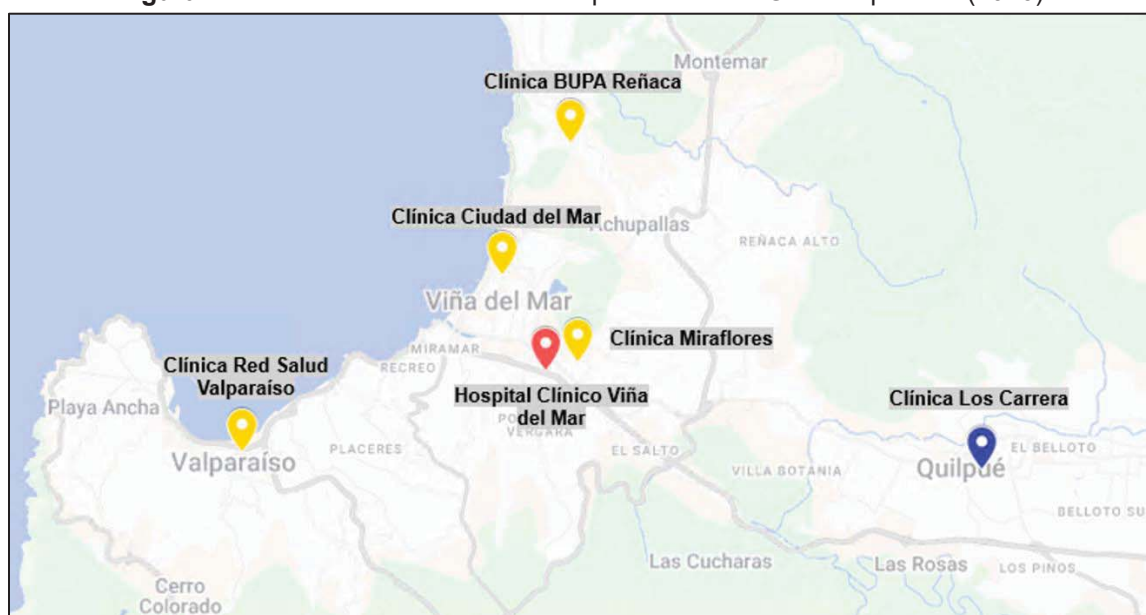 Montemar
Clínica BUPA Reñaca
Clínica Ciudad del Mar
Achupallas
REÑACA ALTO
Viña del Mar
Clínica Miraflores
MIRAMAR
RECREO
Clínica Red Salud
Valparaíso
Hospital Clínico Viña
del Mar
Clínica Los Carrera
Playa Ancha
VERGARA
PLACERES
EL SALTO
EL BELLOTO
Valparaíso
VILLA BOTANIA
Quilpué
BELLOTO SU
Las Cucharas
Las Rosas
LOS PINOS
Cerro
Colorado